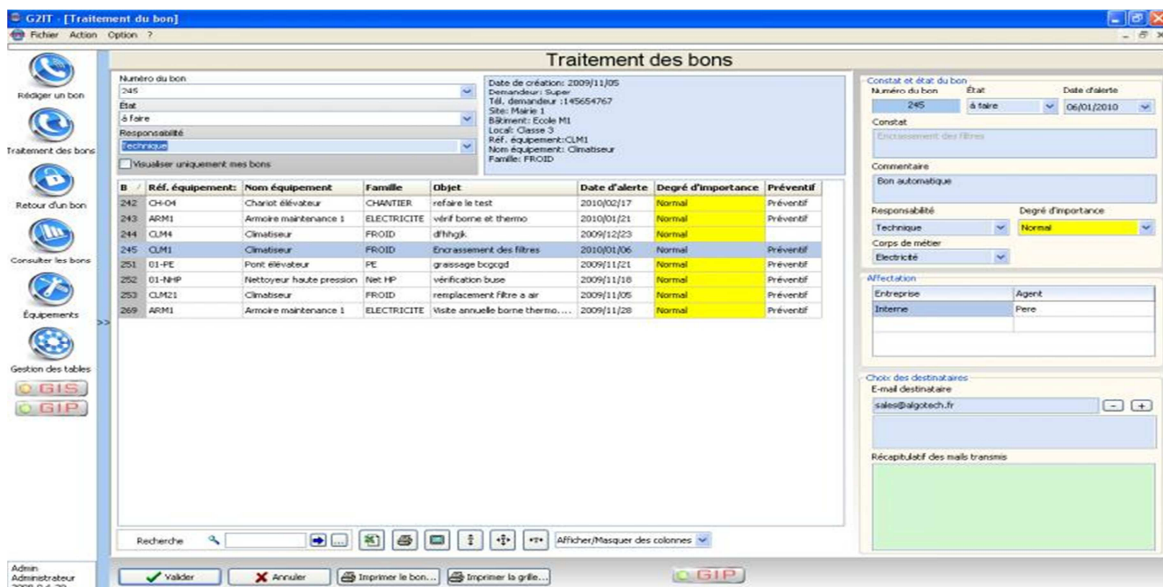 G2IT - [Traitement du bon]
Fichier Action Option ?
Traitement des bons
Rédiger un bon
Traitement des bons
Retour d'un bon
Consulter les bons
Équipements
Gestion des tables
GIS
GIP
>>
Numéro du bon
245
État
à faire
Responsabilité
Technique
Visualiser uniquement mes bons
Date de création: 2009/11/05
Demandeur: Super
Tél. demandeur :145654767
Site: Mairie 1
Bâtiment: Ecole M1
Local: Classe 3
Réf. équipement:CLM1
Nom équipement: Climatiseur
Famille: FROID
B Réf. équipement: Nom équipement Famille Objet Date d'alerte Degré d'importance Préventif
242 CH-04 Chariot élévateur CHANTIER refaire le test 2010/02/17 Normal Préventif
243 ARM1 Armoire maintenance 1 ELECTRICITE vérif borne et thermo 2010/01/21 Normal Préventif
244 CLM4 Climatiseur FROID dfhhgjk 2009/12/23 Normal
245 CLM1 Climatiseur FROID Encrassement des filtres 2010/01/06 Normal Préventif
251 01-PE Pont élevateur PE graissage bcgcgd 2009/11/21 Normal Préventif
252 01-NHP Nettoyeur haute pression Net HP vérification buse 2009/11/18 Normal Préventif
253 CLM21 Climatiseur FROID remplacement filtre a air 2009/11/05 Normal Préventif
269 ARM1 Armoire maintenance 1 ELECTRICITE Visite annuelle borne thermo.... 2009/11/28 Normal Préventif
Recherche ... Afficher/Masquer des colonnes
Constat et état du bon
Numéro du bon État Date d'alerte
245 à faire 06/01/2010
Constat
Encrassement des filtres
Commentaire
Bon automatique
Responsabilité Degré d'importance
Technique Normal
Corps de métier
Electricité
Affectation
Entreprise Agent
Interne Pere
Choix des destinataires
E-mail destinataire
sales@algotech.fr - +
Récapitulatif des mails transmis
Admin
Administrateur
Valider Annuler Imprimer le bon... Imprimer la grille... GIP